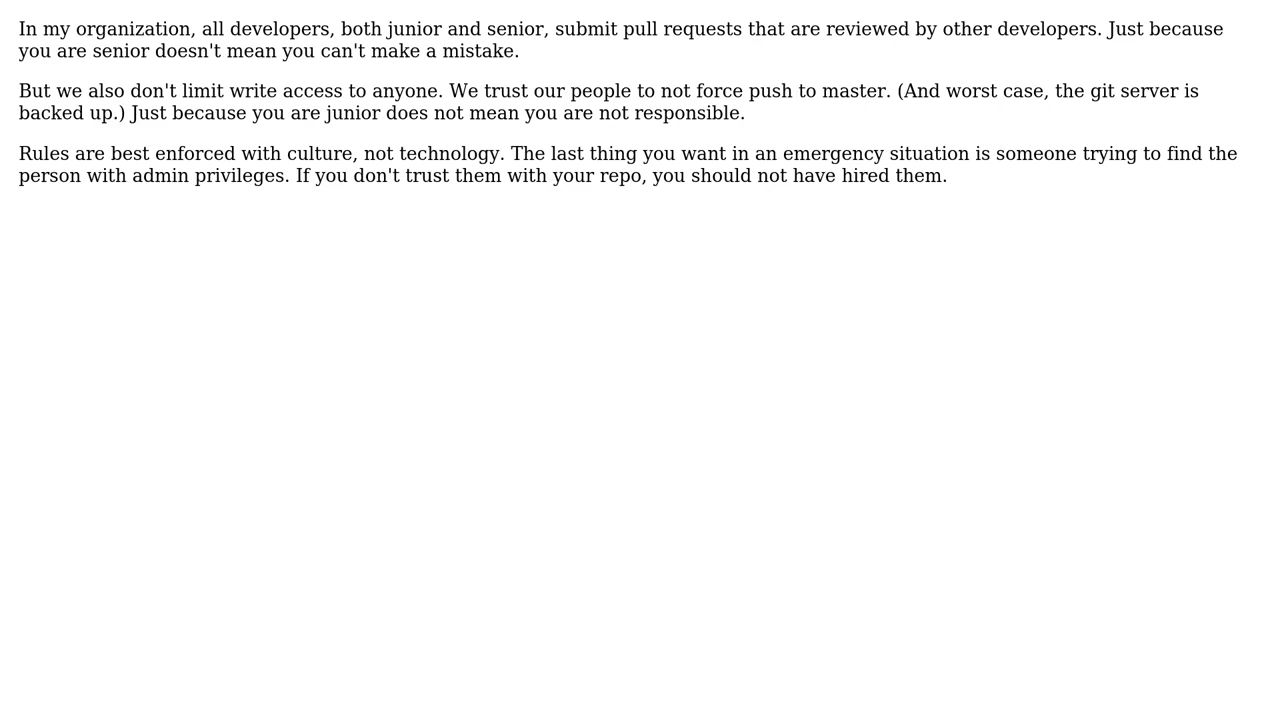 In my organization, all developers, both junior and senior, submit pull requests that are reviewed by other developers. Just because
you are senior doesn't mean you can't make a mistake.
But we also don't limit write access to anyone. We trust our people to not force push to master. (And worst case, the git server is
backed up.) Just because you are junior does not mean you are not responsible.
Rules are best enforced with culture, not technology. The last thing you want in an emergency situation is someone trying to find the
person with admin privileges. If you don't trust them with your repo, you should not have hired them.